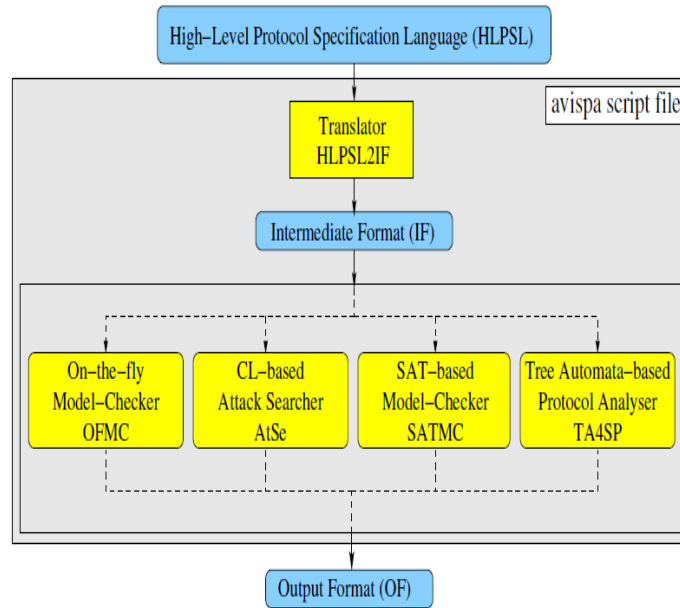 High–Level Protocol Specification Language (HLPSL)
avispa script file
Translator
HLPSL2IF
Intermediate Format (IF)
On–the–fly
Model–Checker
OFMC
CL–based
Attack Searcher
AtSe
SAT–based
Model–Checker
SATMC
Tree Automata–based
Protocol Analyser
TA4SP
Output Format (OF)